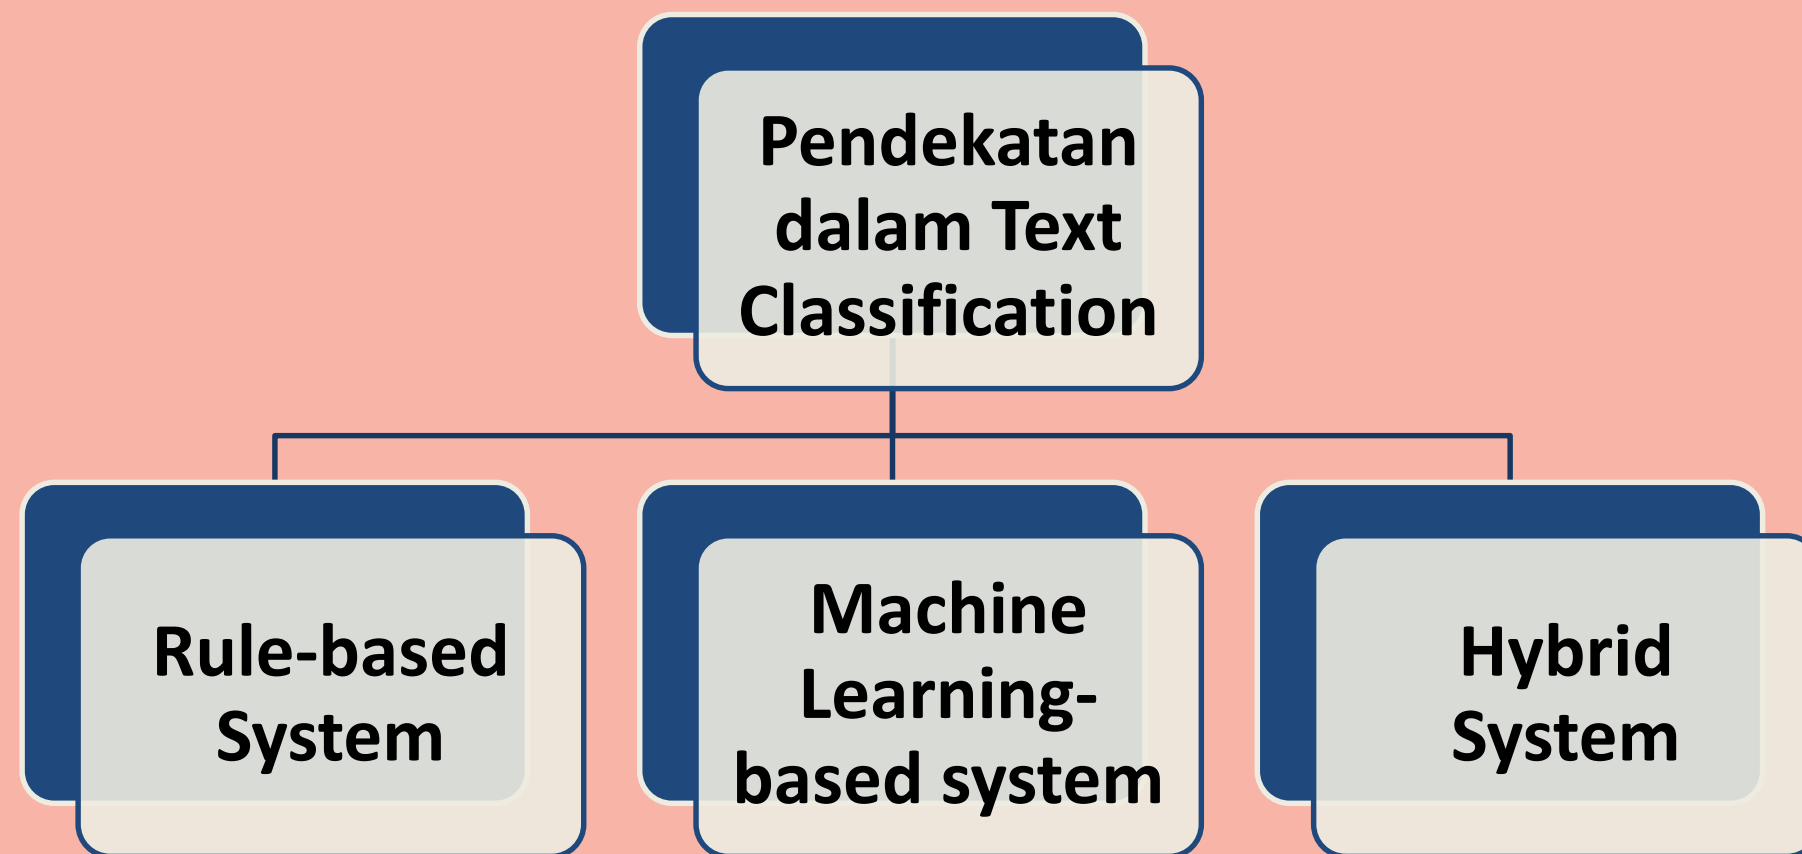 Pendekatan
dalam Text
Classification
Rule-based
System
Machine
Learning-
based system
Hybrid
System